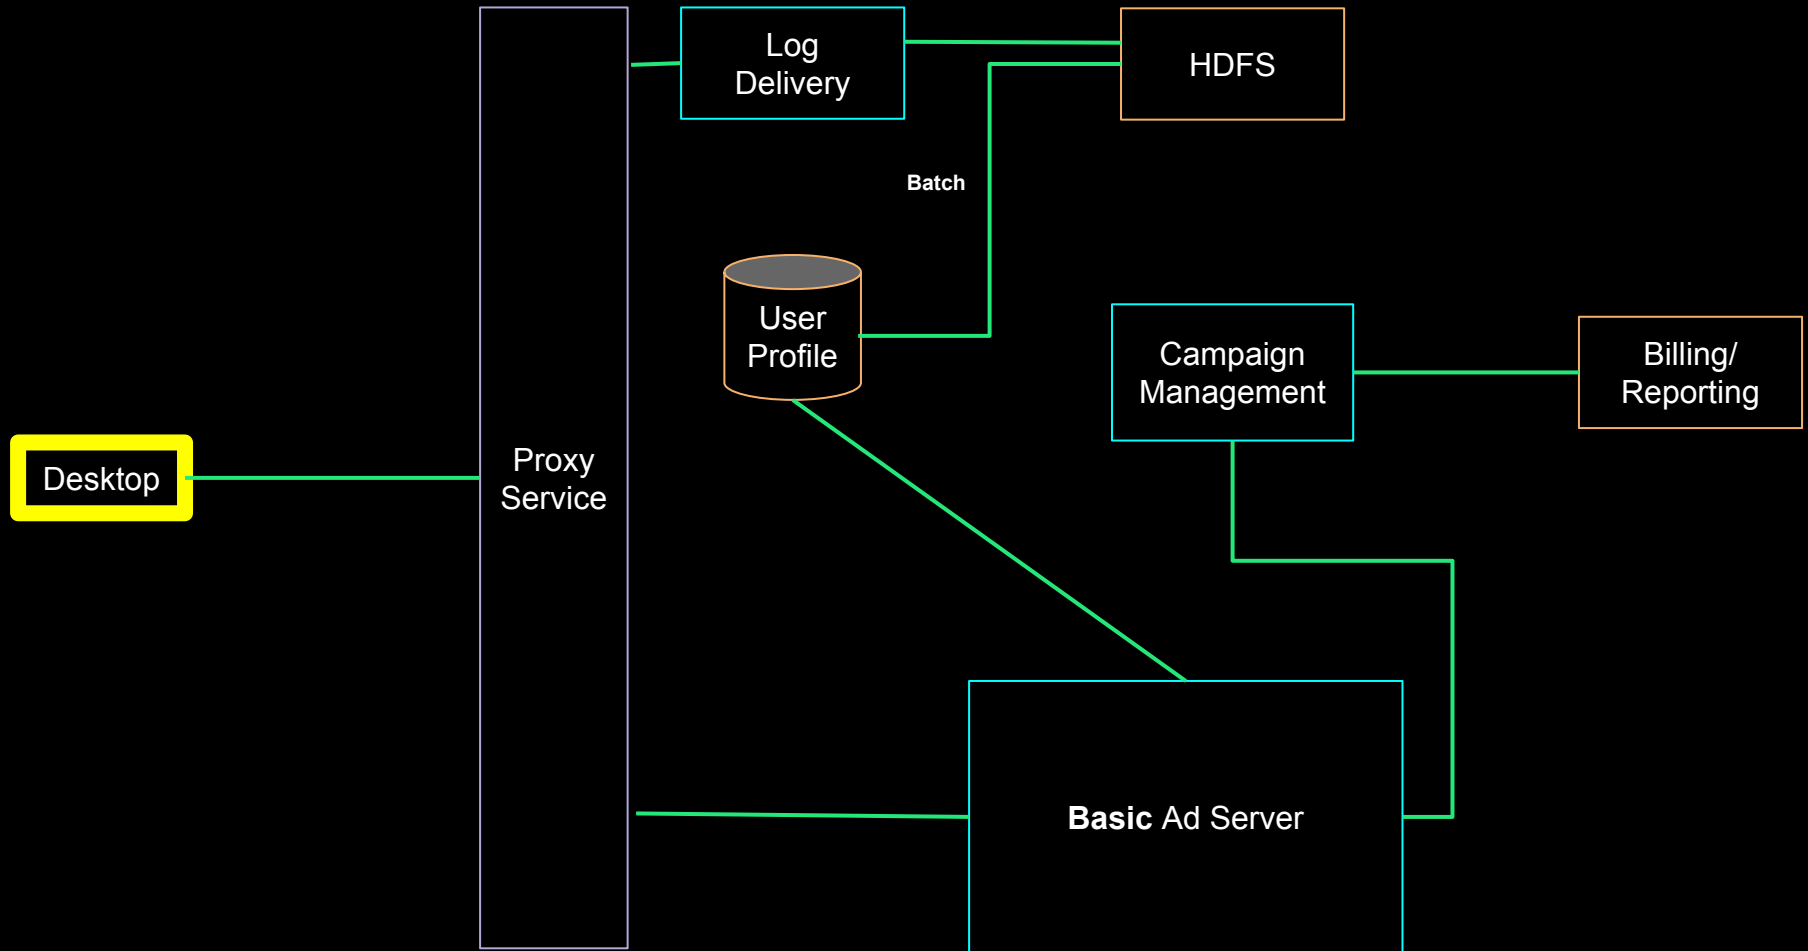 Log
Delivery
HDFS
Batch
User
Profile
Campaign
Management
Billing/
Reporting
Desktop
Proxy
Service
Basic Ad Server